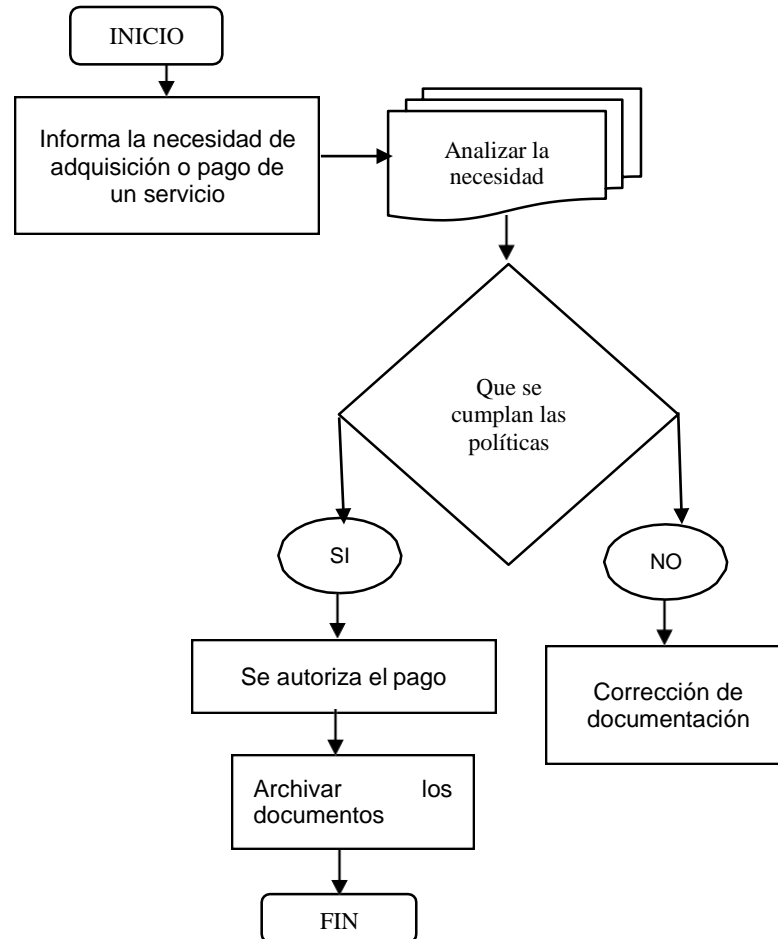 INICIO
Informa la necesidad de
adquisición o pago de
un servicio
Analizar la
necesidad
Que se
cumplan las
políticas
SI
NO
Se autoriza el pago
Corrección de
documentación
Archivar los
documentos
FIN